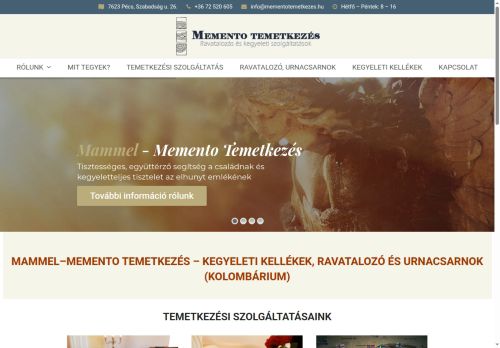 7623 Pécs, Szabadság u. 26. +36 72 520 605 info@mementotemetkezes.hu Hétfő – Péntek: 8 – 16
MEMENTO TEMETKEZÉS
Ravatalozás és kegyeleti szolgáltatások
RÓLUNK MIT TEGYEK? TEMETKEZÉSI SZOLGÁLTATÁS RAVATALOZÓ, URNACSARNOK KEGYELETI KELLÉKEK KAPCSOLAT
Mammel - Memento Temetkezés
Tisztességes, együttérző segítség a családnak és
kegyeletteljes tisztelet az elhunyt emlékének
További információ rólunk
MAMMEL–MEMENTO TEMETKEZÉS – KEGYELETI KELLÉKEK, RAVATALOZÓ ÉS URNACSARNOK
(KOLOMBÁRIUM)
TEMETKEZÉSI SZOLGÁLTATÁSAINK